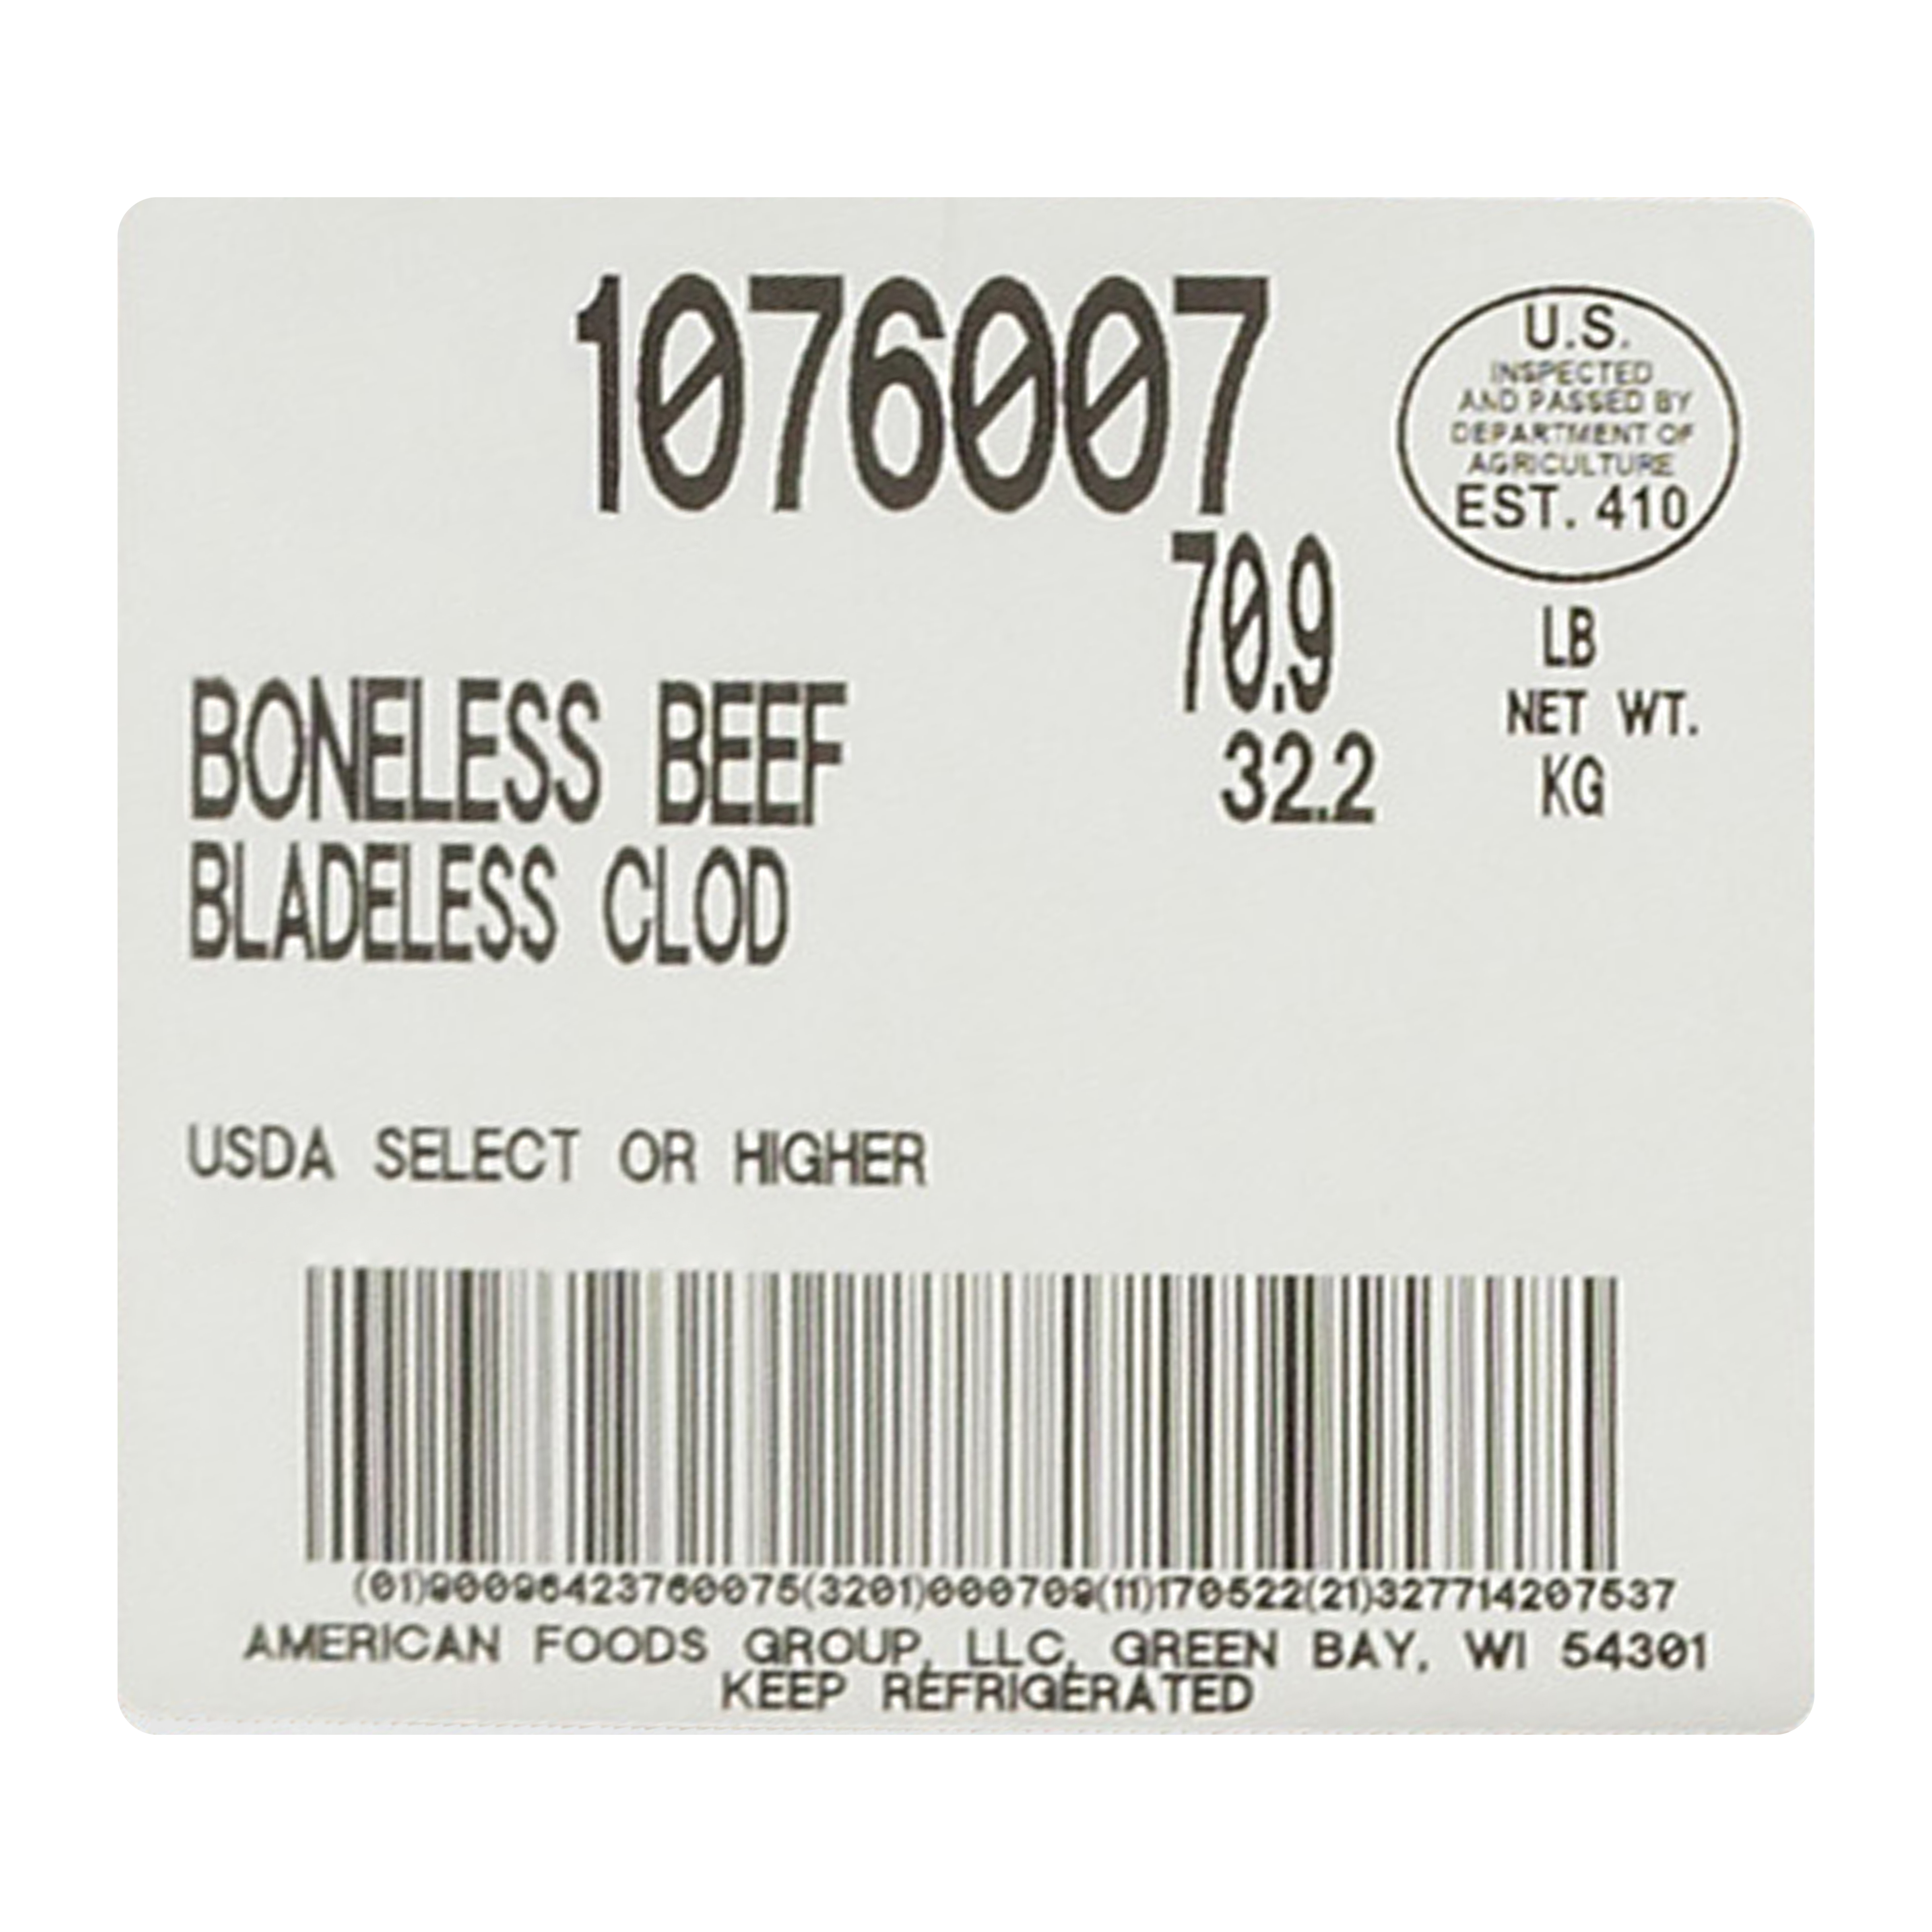 1076007
U.S.
INSPECTED
AND PASSED BY
DEPARTMENT OF
AGRICULTURE
EST. 410
70.9
LB
NET WT.
32.2
KG
BONELESS BEEF
BLADELESS CLOD
USDA SELECT OR HIGHER
(01)90096423760075(3201)000709(11)170522(21)327714207537
AMERICAN FOODS GROUP, LLC, GREEN BAY, WI 54301
KEEP REFRIGERATED